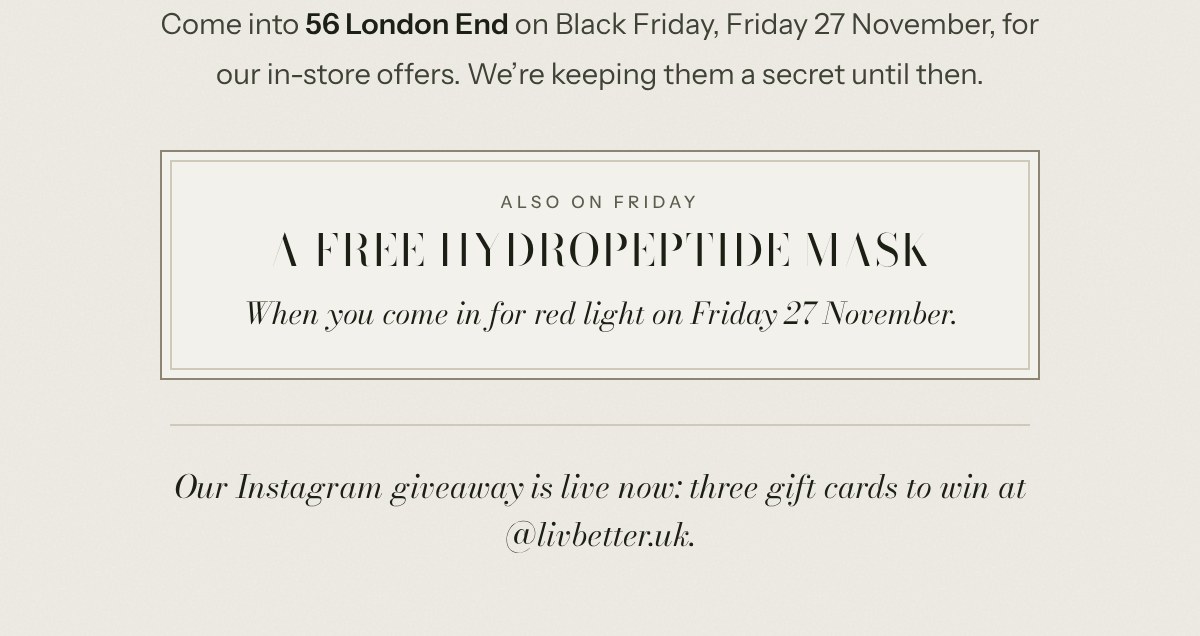 Come into 56 London End on Black Friday, Friday 27 November, for
our in-store offers. We’re keeping them a secret until then.
ALSO ON FRIDAY
A FREE HYDROPEPTIDE MASK
When you come in for red light on Friday 27 November.
Our Instagram giveaway is live now: three gift cards to win at
@livbetter.uk.